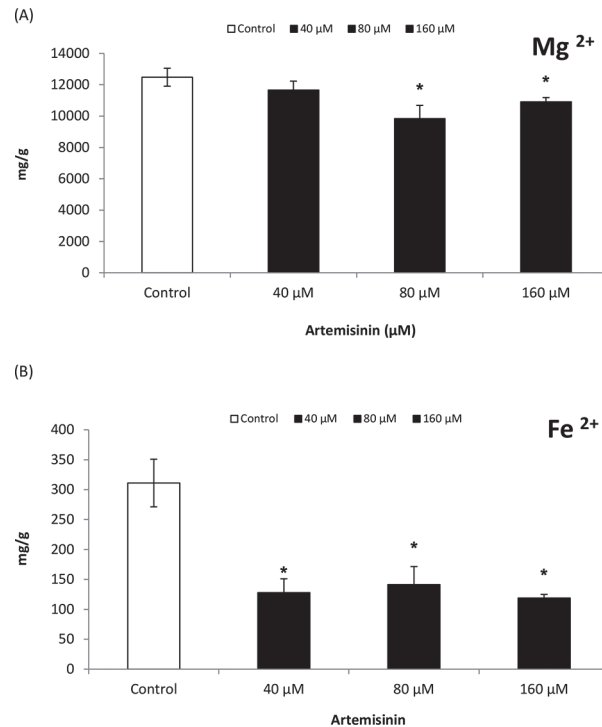 (A)
Control 40 µM 80 µM 160 µM
Mg 2+
14000
12000
10000
8000
6000
4000
2000
0
mg/g
* *
Control 40 µM 80 µM 160 µM
Artemisinin (µM)
(B)
Control 40 µM 80 µM 160 µM
Fe 2+
400
350
300
250
200
150
100
50
0
mg/g
* * *
Control 40 µM 80 µM 160 µM
Artemisinin